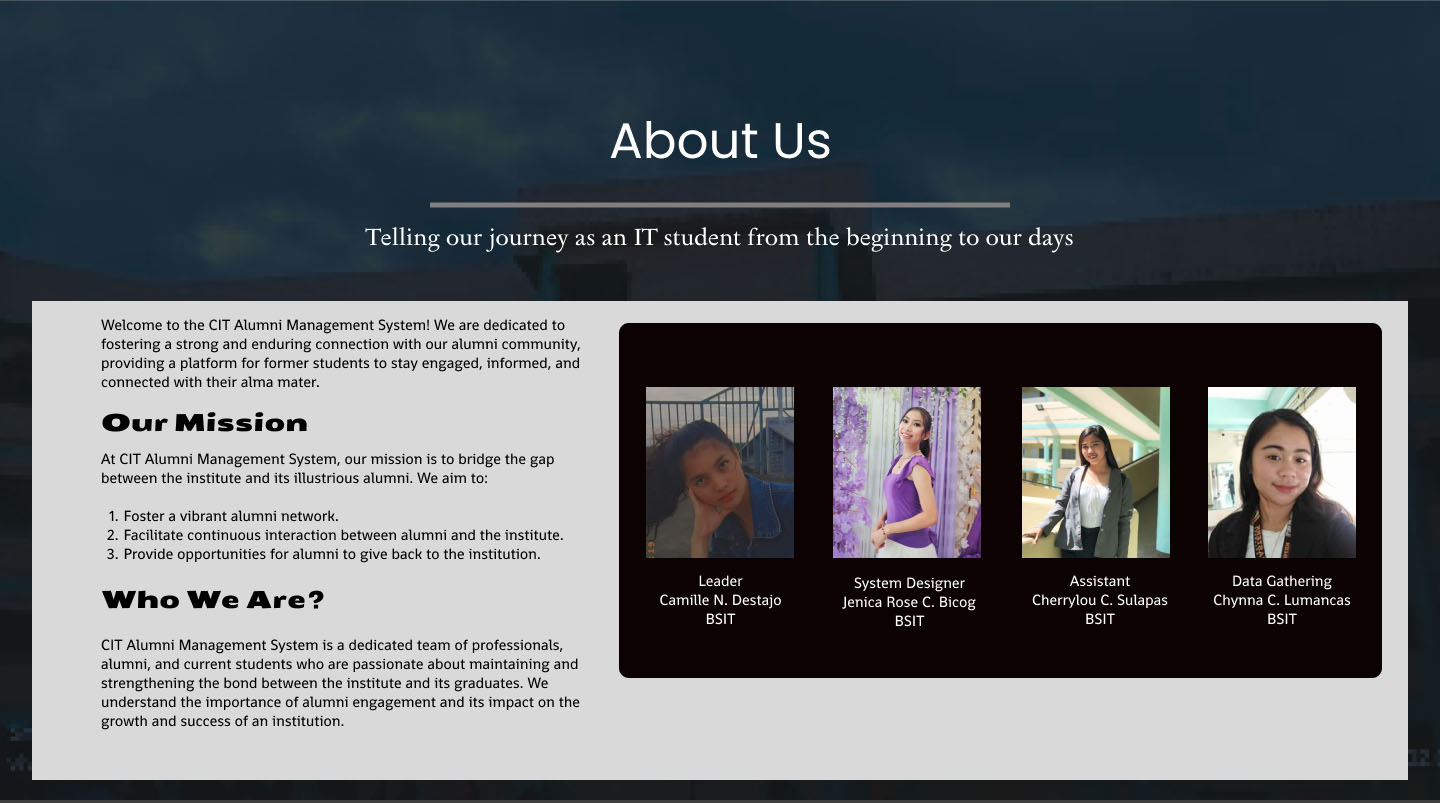 About Us
Telling our journey as an IT student from the beginning to our days
Welcome to the CIT Alumni Management System! We are dedicated to
fostering a strong and enduring connection with our alumni community,
providing a platform for former students to stay engaged, informed, and
connected with their alma mater.
Our Mission
At CIT Alumni Management System, our mission is to bridge the gap
between the institute and its illustrious alumni. We aim to:
1. Foster a vibrant alumni network.
2. Facilitate continuous interaction between alumni and the institute.
3. Provide opportunities for alumni to give back to the institution.
Who We Are?
CIT Alumni Management System is a dedicated team of professionals,
alumni, and current students who are passionate about maintaining and
strengthening the bond between the institute and its graduates. We
understand the importance of alumni engagement and its impact on the
growth and success of an institution.
Leader
Camille N. Destajo
BSIT
System Designer
Jenica Rose C. Bicog
BSIT
Assistant
Cherrylou C. Sulapas
BSIT
Data Gathering
Chynna C. Lumancas
BSIT